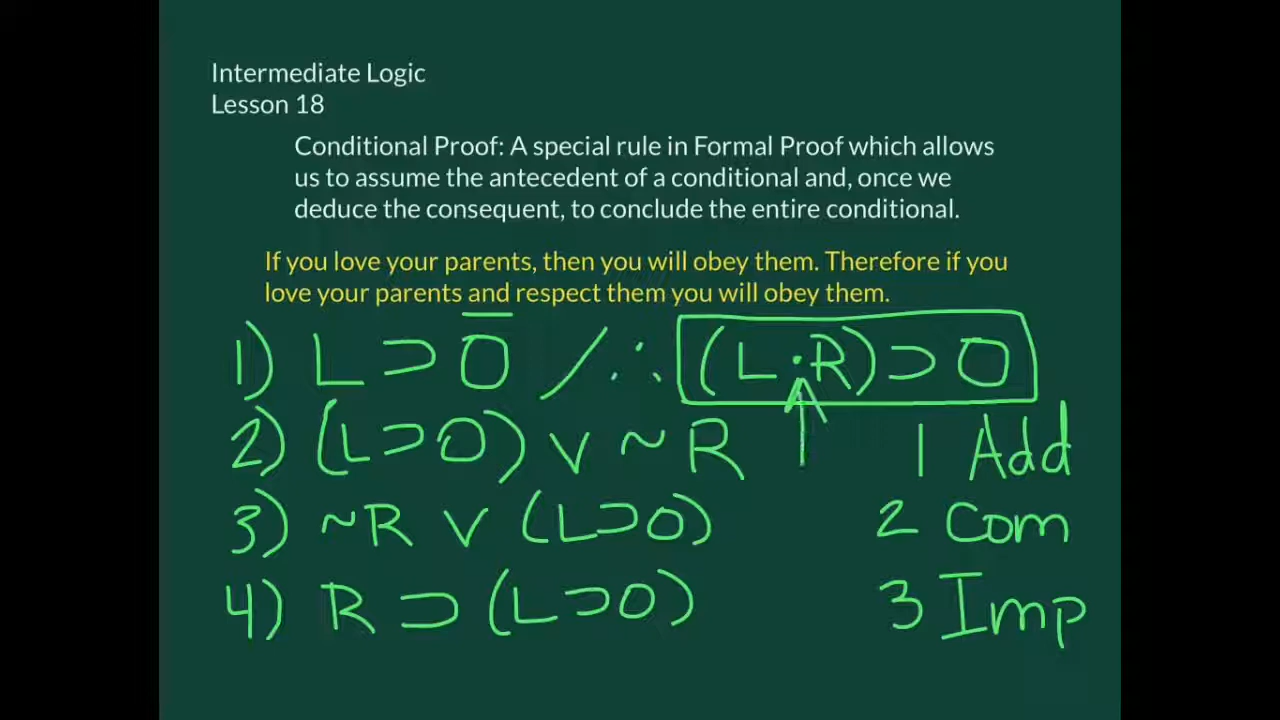 Intermediate Logic
Lesson 18
Conditional Proof: A special rule in Formal Proof which allows
us to assume the antecedent of a conditional and, once we
deduce the consequent, to conclude the entire conditional.
If you love your parents, then you will obey them. Therefore if you
love your parents and respect them you will obey them.
1) L ⊃ O / ∴ (L • R) ⊃ O
2) (L ⊃ O) v ~ R 1 Add
3) ~ R v (L ⊃ O) 2 Com
4) R ⊃ (L ⊃ O) 3 Imp